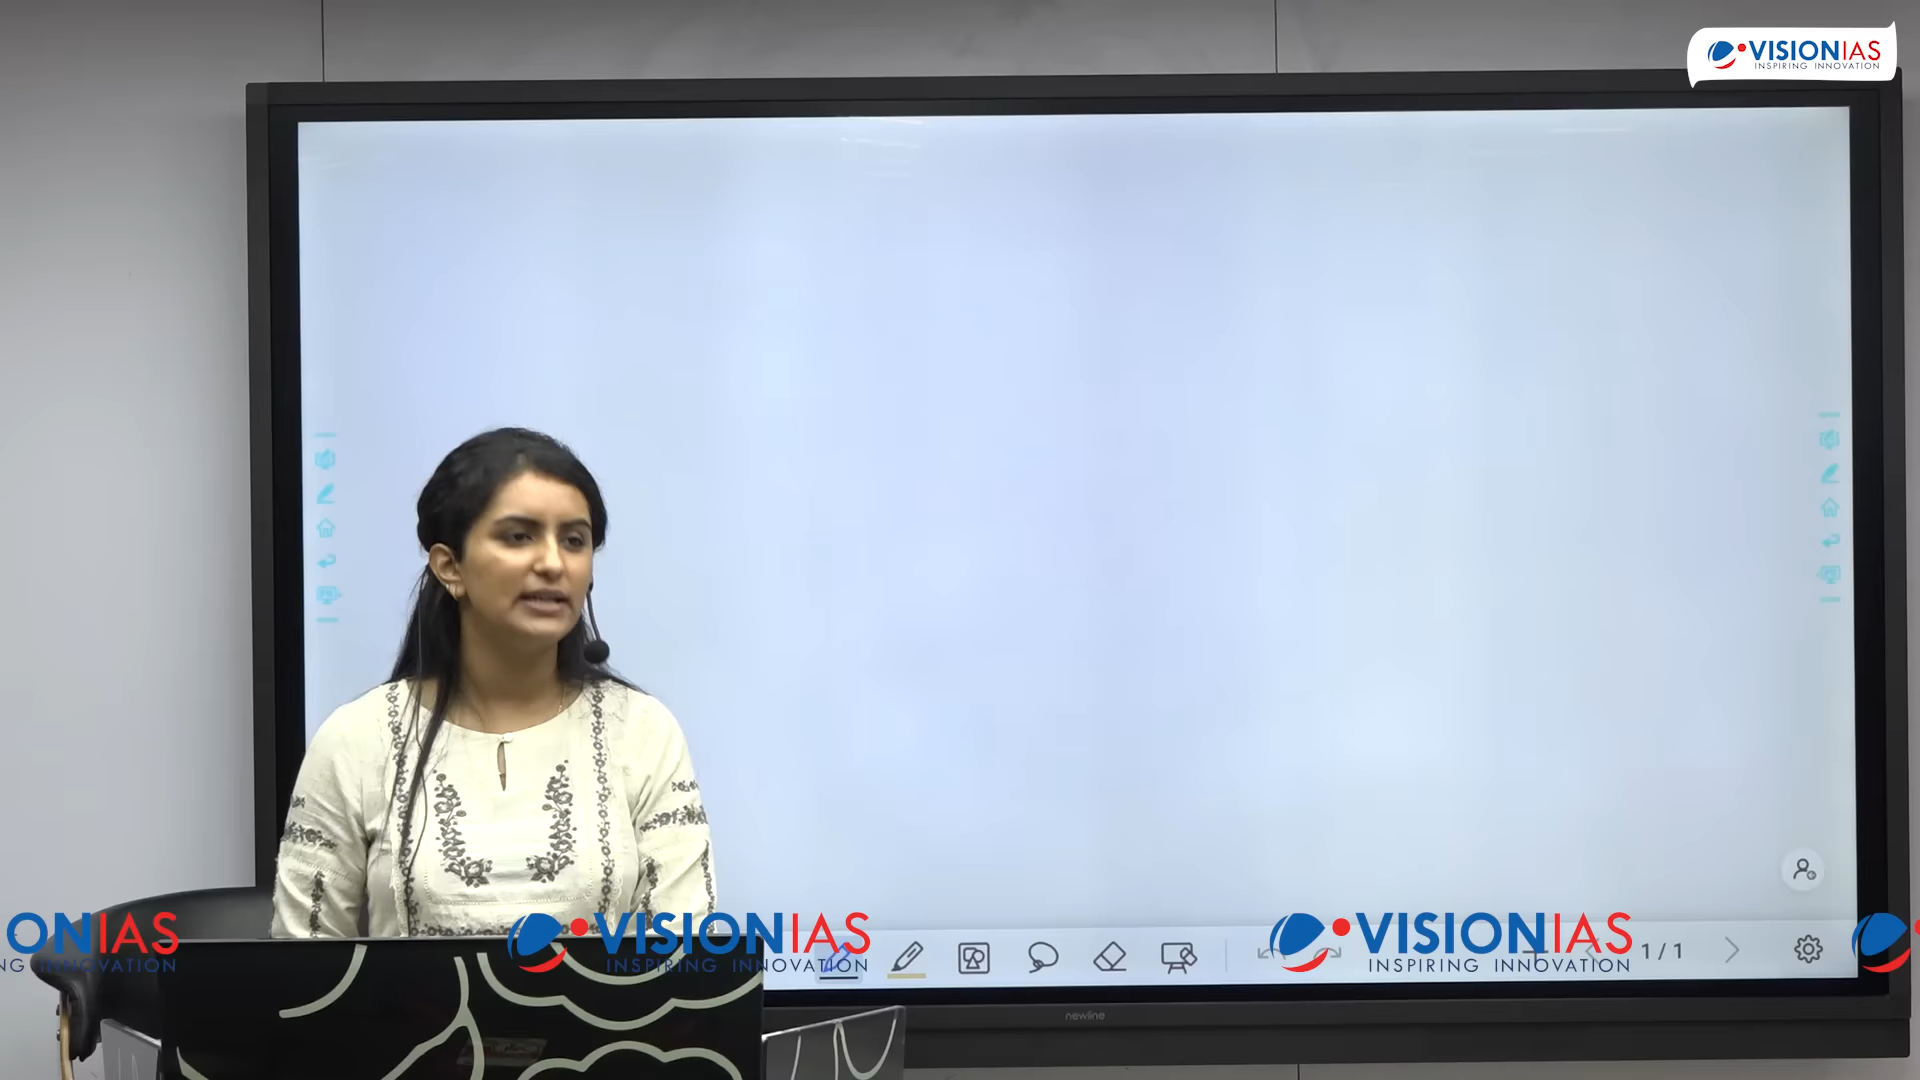 VISIONIAS
INSPIRING INNOVATION
ONIAS
NG INNOVATION
VISIONIAS
INSPIRING INNOVATION
VISIONIAS
INSPIRING INNOVATION
1 / 1
newline